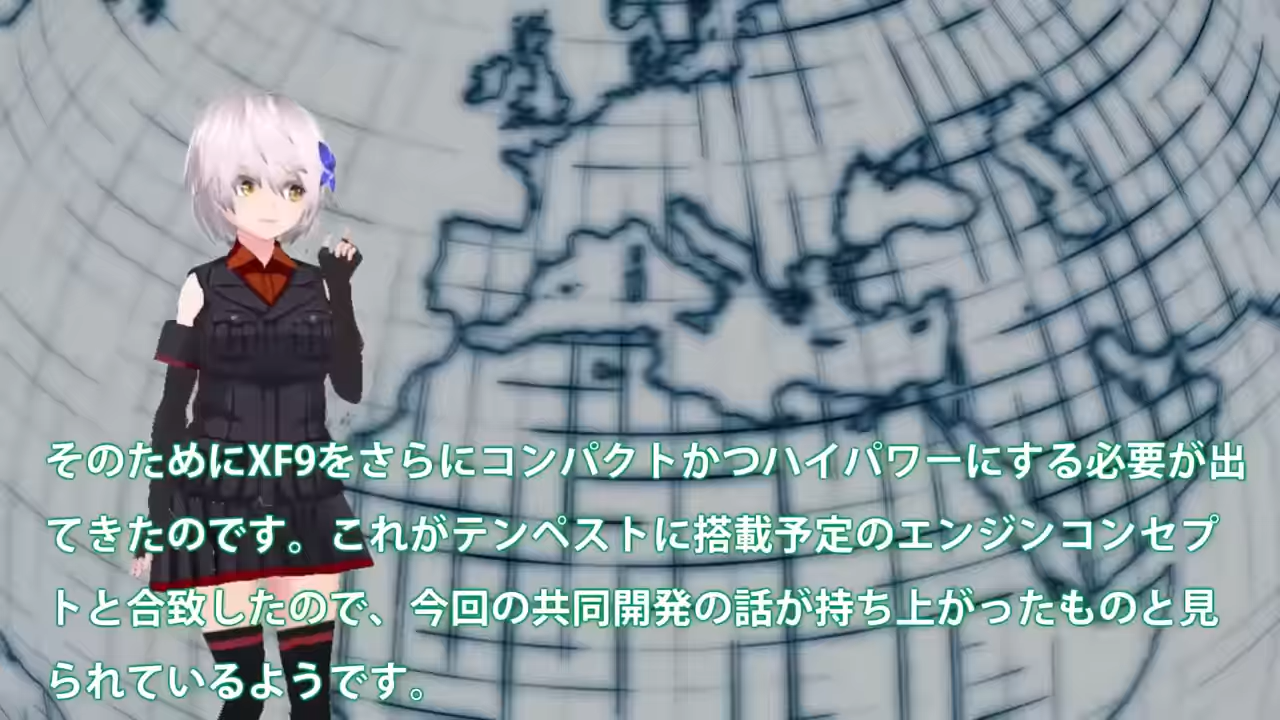 そのためにXF9をさらにコンパクトかつハイパワーにする必要が出
てきたのです。これがテンペストに搭載予定のエンジンコンセプ
トと合致したので、今回の共同開発の話が持ち上がったものと見
られているようです。